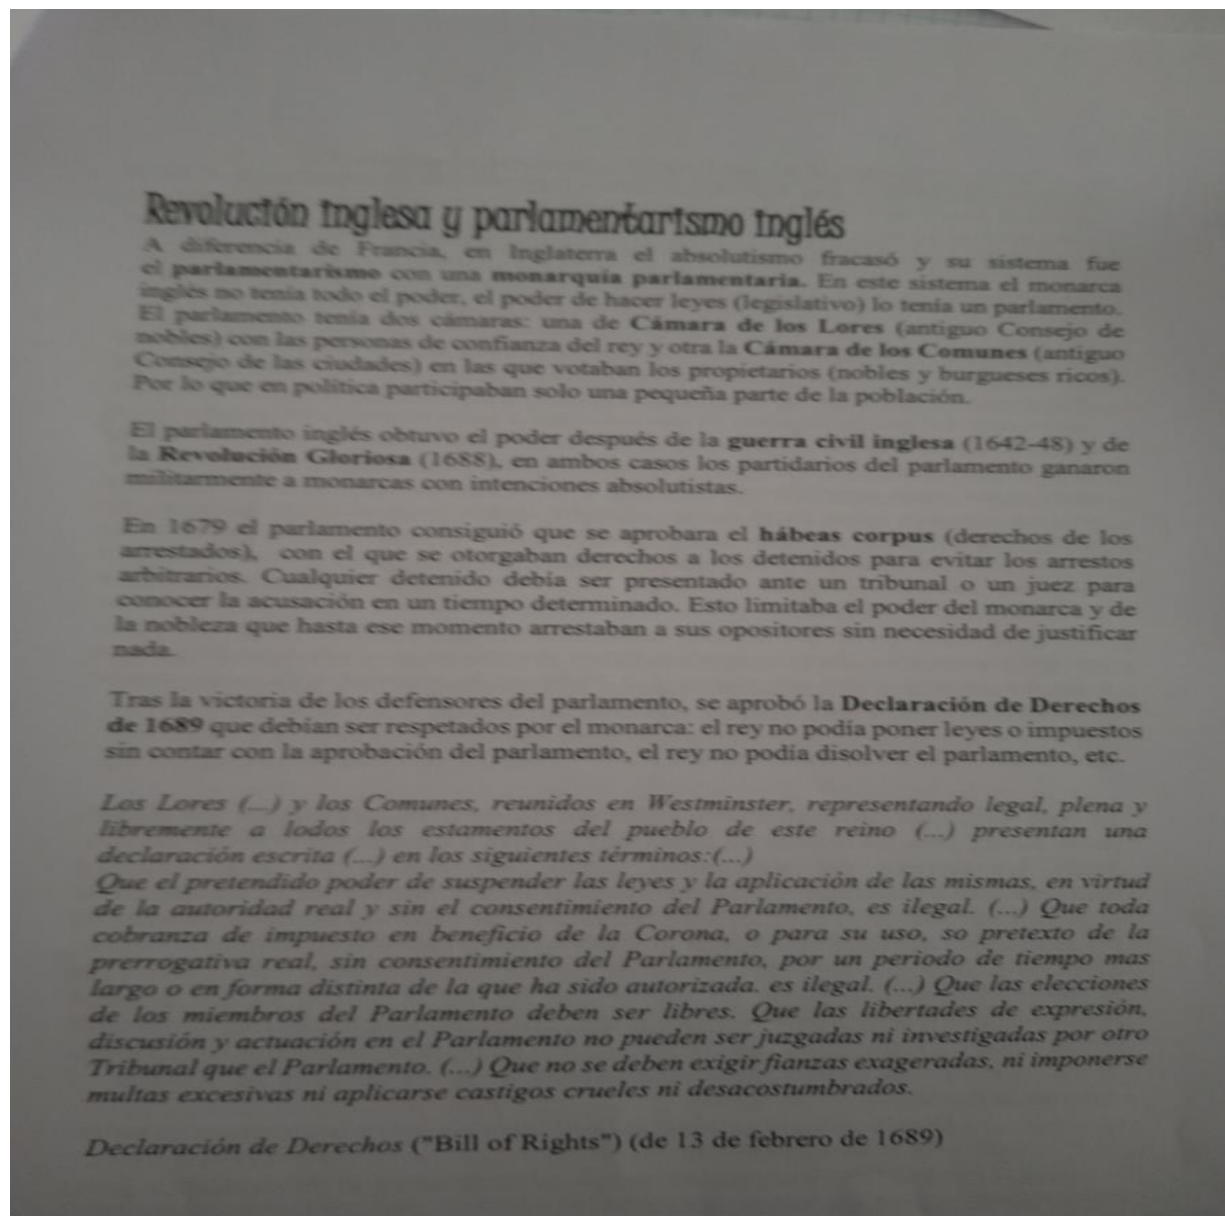 Revolución inglesa y parlamentarismo inglés
A diferencia de Francia, en Inglaterra el absolutismo fracasó y su sistema fue
el parlamentarismo con una monarquía parlamentaria. En este sistema el monarca
inglés no tenía todo el poder, el poder de hacer leyes (legislativo) lo tenía un parlamento.
El parlamento tenía dos cámaras: una de Cámara de los Lores (antiguo Consejo de
nobles) con las personas de confianza del rey y otra la Cámara de los Comunes (antiguo
Consejo de las ciudades) en las que votaban los propietarios (nobles y burgueses ricos).
Por lo que en política participaban solo una pequeña parte de la población.
El parlamento inglés obtuvo el poder después de la guerra civil inglesa (1642-48) y de
la Revolución Gloriosa (1688), en ambos casos los partidarios del parlamento ganaron
militarmente a monarcas con intenciones absolutistas.
En 1679 el parlamento consiguió que se aprobara el hábeas corpus (derechos de los
arrestados), con el que se otorgaban derechos a los detenidos para evitar los arrestos
arbitrarios. Cualquier detenido debía ser presentado ante un tribunal o un juez para
conocer la acusación en un tiempo determinado. Esto limitaba el poder del monarca y de
la nobleza que hasta ese momento arrestaban a sus opositores sin necesidad de justificar
nada.
Tras la victoria de los defensores del parlamento, se aprobó la Declaración de Derechos
de 1689 que debían ser respetados por el monarca: el rey no podía poner leyes o impuestos
sin contar con la aprobación del parlamento, el rey no podía disolver el parlamento, etc.
Los Lores (...) y los Comunes, reunidos en Westminster, representando legal, plena y
libremente a lodos los estamentos del pueblo de este reino (...) presentan una
declaración escrita (...) en los siguientes términos:(...)
Que el pretendido poder de suspender las leyes y la aplicación de las mismas, en virtud
de la autoridad real y sin el consentimiento del Parlamento, es ilegal. (...) Que toda
cobranza de impuesto en beneficio de la Corona, o para su uso, so pretexto de la
prerrogativa real, sin consentimiento del Parlamento, por un periodo de tiempo mas
largo o en forma distinta de la que ha sido autorizada. es ilegal. (...) Que las elecciones
de los miembros del Parlamento deben ser libres. Que las libertades de expresión,
discusión y actuación en el Parlamento no pueden ser juzgadas ni investigadas por otro
Tribunal que el Parlamento. (...) Que no se deben exigir fianzas exageradas, ni imponerse
multas excesivas ni aplicarse castigos crueles ni desacostumbrados.
Declaración de Derechos ("Bill of Rights") (de 13 de febrero de 1689)